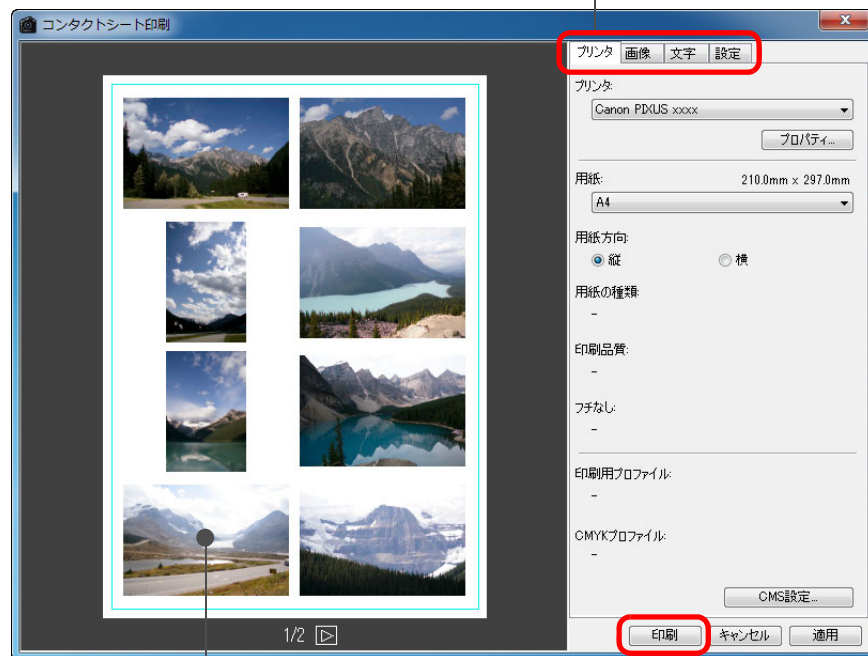 コンタクトシート印刷
プリンタ 画像 文字 設定
プリンタ:
Canon PIXUS xxxx
プロパティ...
用紙: 210.0mm × 297.0mm
A4
用紙方向:
縦 横
用紙の種類:
-
印刷品質:
-
フチなし:
-
印刷用プロファイル:
-
CMYKプロファイル:
-
CMS設定...
1/2
印刷 キャンセル 適用